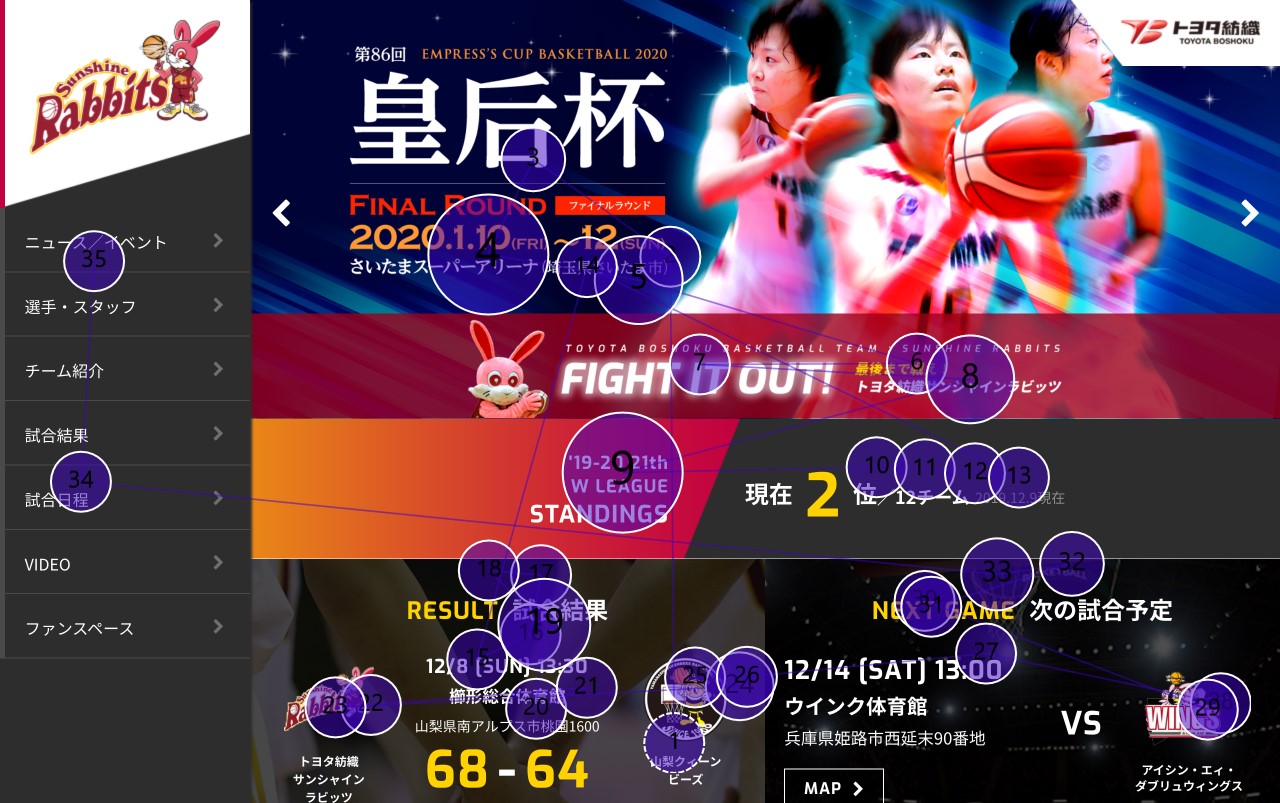 Sunshine
Rabbits
トヨタ紡織
TOYOTA BOSHOKU
第86回 EMPRESS'S CUP BASKETBALL 2020
皇后杯
FINAL ROUND ファイナルラウンド
2020.1.10(FRI)～12(SUN)
さいたまスーパーアリーナ(埼玉県さいたま市)
ニュース／イベント
選手・スタッフ
チーム紹介
試合結果
試合日程
VIDEO
ファンスペース
TOYOTA BOSHOKU BASKETBALL TEAM SUNSHINE RABBITS
FIGHT IT OUT!
最後まで戦え
トヨタ紡織サンシャインラビッツ
'19-20 21th
W LEAGUE
STANDINGS
現在 2 位／12チーム 2019.12.9現在
RESULT 試合結果
12/8 (SUN) 13:30
櫛形総合体育館
山梨県南アルプス市桃園1600
68 - 64
トヨタ紡織
サンシャイン
ラビッツ
山梨クィーン
ビーズ
NEXT GAME 次の試合予定
12/14 (SAT) 13:00
ウインク体育館
兵庫県姫路市西延末90番地
MAP
VS
WINGS
アイシン・エィ・
ダブリュウィングス
3
4
14
5
35
7
6
8
9
10
11
12
13
34
18
17
19
15
20
21
22
23
25
26
24
1
33
32
31
27
29